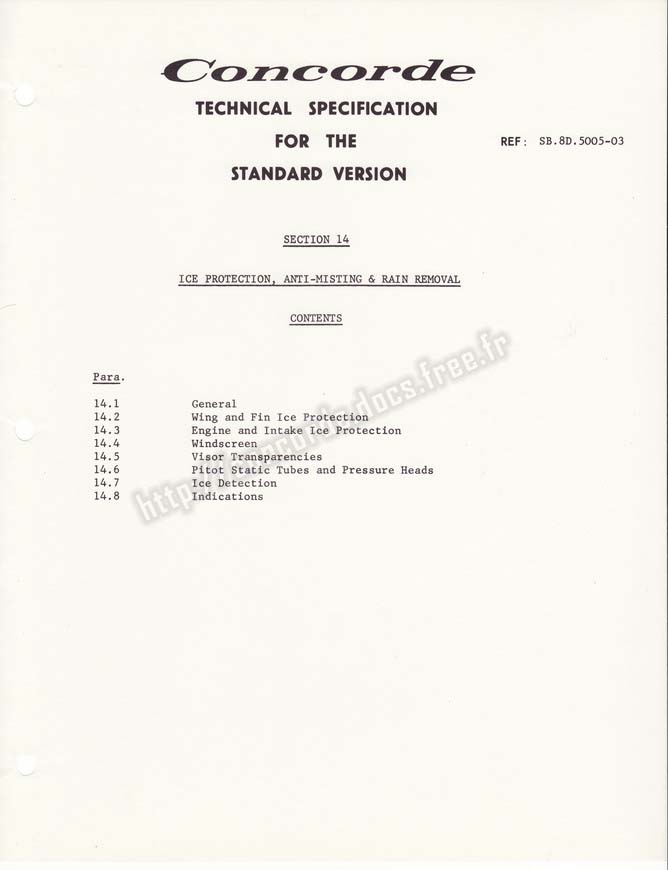 Concorde
TECHNICAL SPECIFICATION
FOR THE
STANDARD VERSION
REF: SB.8D.5005-03
SECTION 14
ICE PROTECTION, ANTI-MISTING & RAIN REMOVAL
CONTENTS
Para.
14.1 General
14.2 Wing and Fin Ice Protection
14.3 Engine and Intake Ice Protection
14.4 Windscreen
14.5 Visor Transparencies
14.6 Pitot Static Tubes and Pressure Heads
14.7 Ice Detection
14.8 Indications
http://concorde.docs.free.fr